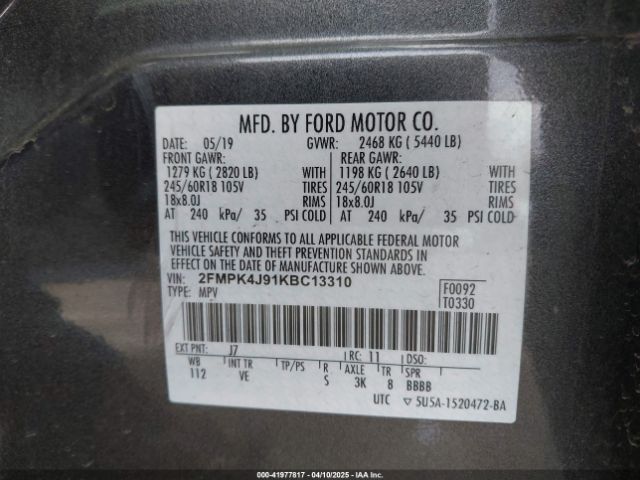 MFD. BY FORD MOTOR CO.
DATE: 05/19 GVWR: 2468 KG ( 5440 LB)
FRONT GAWR: REAR GAWR:
1279 KG ( 2820 LB) WITH 1198 KG ( 2640 LB) WITH
245/60R18 105V TIRES 245/60R18 105V TIRES
18x8.0J RIMS 18x8.0J RIMS
AT 240 kPa/ 35 PSI COLD AT 240 kPa/ 35 PSI COLD
THIS VEHICLE CONFORMS TO ALL APPLICABLE FEDERAL MOTOR
VEHICLE SAFETY AND THEFT PREVENTION STANDARDS IN
EFFECT ON THE DATE OF MANUFACTURE SHOWN ABOVE.
VIN: 2FMPK4J91KBC13310 F0092
TYPE: MPV T0330
EXT PNT: J7 RC: 11 DSO:
WB INT TR TP/PS R AXLE TR SPR
112 VE S 3K 8 BBBB
UTC ▽ 5U5A-1520472-BA
000-41977817 - 04/10/2025 - IAA, Inc.